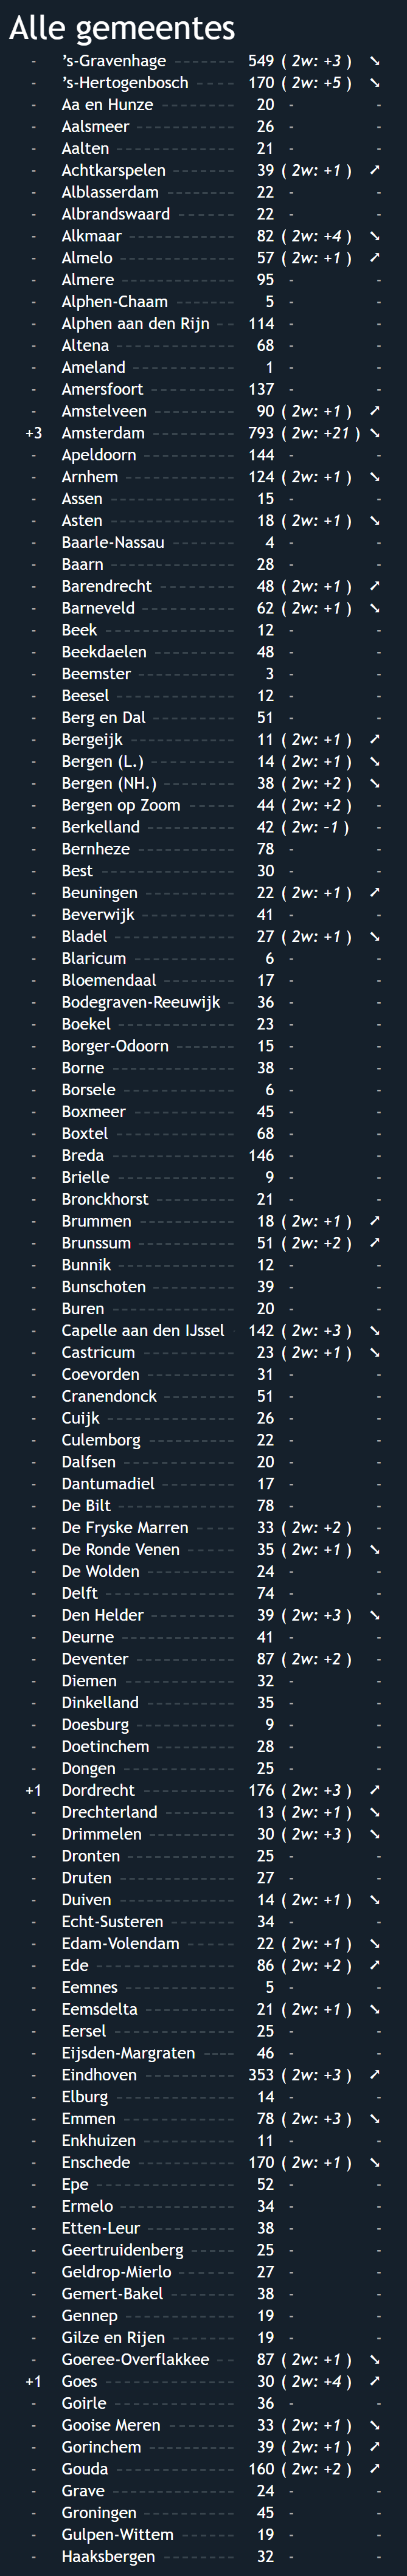 Alle gemeentes
- ’s-Gravenhage 549 ( 2w: +3 ) ➘
- ’s-Hertogenbosch 170 ( 2w: +5 ) ➘
- Aa en Hunze 20 - -
- Aalsmeer 26 - -
- Aalten 21 - -
- Achtkarspelen 39 ( 2w: +1 ) ➚
- Alblasserdam 22 - -
- Albrandswaard 22 - -
- Alkmaar 82 ( 2w: +4 ) ➘
- Almelo 57 ( 2w: +1 ) ➚
- Almere 95 - -
- Alphen-Chaam 5 - -
- Alphen aan den Rijn 114 - -
- Altena 68 - -
- Ameland 1 - -
- Amersfoort 137 - -
- Amstelveen 90 ( 2w: +1 ) ➚
+3 Amsterdam 793 ( 2w: +21 ) ➘
- Apeldoorn 144 - -
- Arnhem 124 ( 2w: +1 ) ➘
- Assen 15 - -
- Asten 18 ( 2w: +1 ) ➘
- Baarle-Nassau 4 - -
- Baarn 28 - -
- Barendrecht 48 ( 2w: +1 ) ➚
- Barneveld 62 ( 2w: +1 ) ➘
- Beek 12 - -
- Beekdaelen 48 - -
- Beemster 3 - -
- Beesel 12 - -
- Berg en Dal 51 - -
- Bergeijk 11 ( 2w: +1 ) ➚
- Bergen (L.) 14 ( 2w: +1 ) ➘
- Bergen (NH.) 38 ( 2w: +2 ) ➘
- Bergen op Zoom 44 ( 2w: +2 ) -
- Berkelland 42 ( 2w: -1 ) -
- Bernheze 78 - -
- Best 30 - -
- Beuningen 22 ( 2w: +1 ) ➚
- Beverwijk 41 - -
- Bladel 27 ( 2w: +1 ) ➘
- Blaricum 6 - -
- Bloemendaal 17 - -
- Bodegraven-Reeuwijk 36 - -
- Boekel 23 - -
- Borger-Odoorn 15 - -
- Borne 38 - -
- Borsele 6 - -
- Boxmeer 45 - -
- Boxtel 68 - -
- Breda 146 - -
- Brielle 9 - -
- Bronckhorst 21 - -
- Brummen 18 ( 2w: +1 ) ➚
- Brunssum 51 ( 2w: +2 ) ➚
- Bunnik 12 - -
- Bunschoten 39 - -
- Buren 20 - -
- Capelle aan den IJssel 142 ( 2w: +3 ) ➘
- Castricum 23 ( 2w: +1 ) ➘
- Coevorden 31 - -
- Cranendonck 51 - -
- Cuijk 26 - -
- Culemborg 22 - -
- Dalfsen 20 - -
- Dantumadiel 17 - -
- De Bilt 78 - -
- De Fryske Marren 33 ( 2w: +2 ) -
- De Ronde Venen 35 ( 2w: +1 ) ➘
- De Wolden 24 - -
- Delft 74 - -
- Den Helder 39 ( 2w: +3 ) ➘
- Deurne 41 - -
- Deventer 87 ( 2w: +2 ) -
- Diemen 32 - -
- Dinkelland 35 - -
- Doesburg 9 - -
- Doetinchem 28 - -
- Dongen 25 - -
+1 Dordrecht 176 ( 2w: +3 ) ➚
- Drechterland 13 ( 2w: +1 ) ➘
- Drimmelen 30 ( 2w: +3 ) ➘
- Dronten 25 - -
- Druten 27 - -
- Duiven 14 ( 2w: +1 ) ➘
- Echt-Susteren 34 - -
- Edam-Volendam 22 ( 2w: +1 ) ➘
- Ede 86 ( 2w: +2 ) ➚
- Eemnes 5 - -
- Eemsdelta 21 ( 2w: +1 ) ➘
- Eersel 25 - -
- Eijsden-Margraten 46 - -
- Eindhoven 353 ( 2w: +3 ) ➚
- Elburg 14 - -
- Emmen 78 ( 2w: +3 ) ➘
- Enkhuizen 11 - -
- Enschede 170 ( 2w: +1 ) ➘
- Epe 52 - -
- Ermelo 34 - -
- Etten-Leur 38 - -
- Geertruidenberg 25 - -
- Geldrop-Mierlo 27 - -
- Gemert-Bakel 38 - -
- Gennep 19 - -
- Gilze en Rijen 19 - -
- Goeree-Overflakkee 87 ( 2w: +1 ) ➘
+1 Goes 30 ( 2w: +4 ) ➚
- Goirle 36 - -
- Gooise Meren 33 ( 2w: +1 ) ➘
- Gorinchem 39 ( 2w: +1 ) ➚
- Gouda 160 ( 2w: +2 ) ➚
- Grave 24 - -
- Groningen 45 - -
- Gulpen-Wittem 19 - -
- Haaksbergen 32 - -